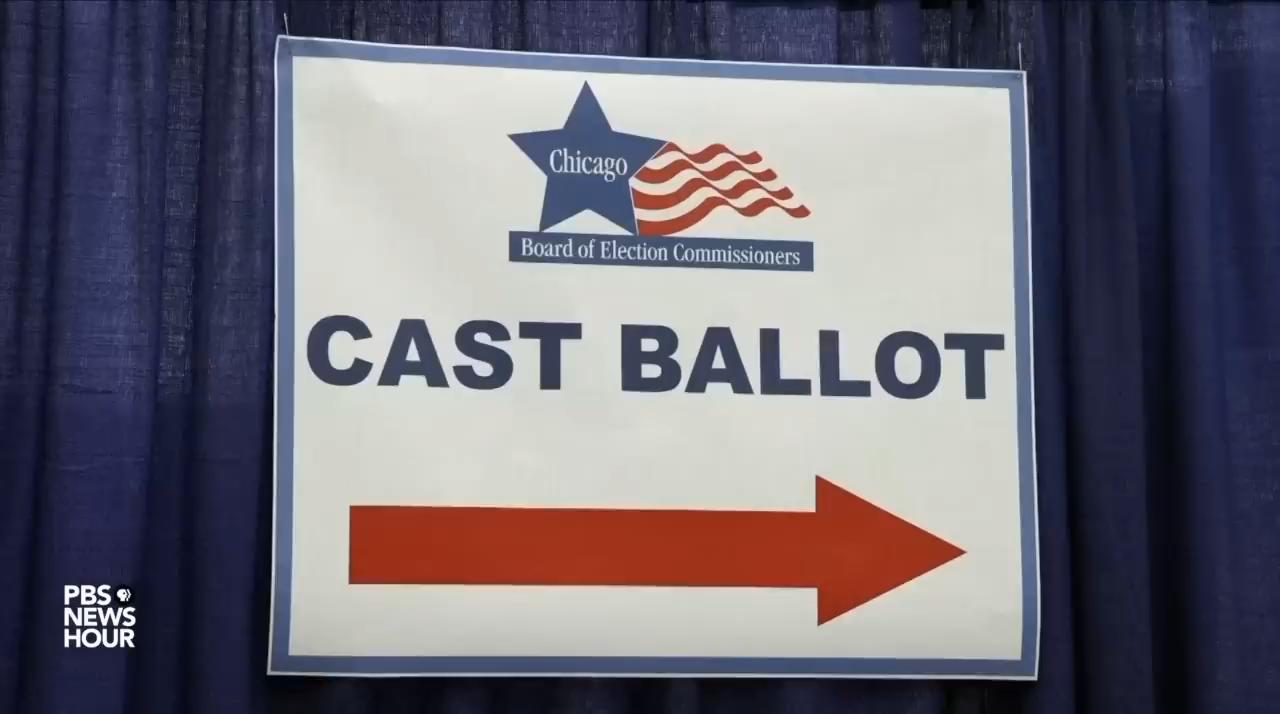 Chicago
Board of Election Commissioners
CAST BALLOT
PBS
NEWS
HOUR